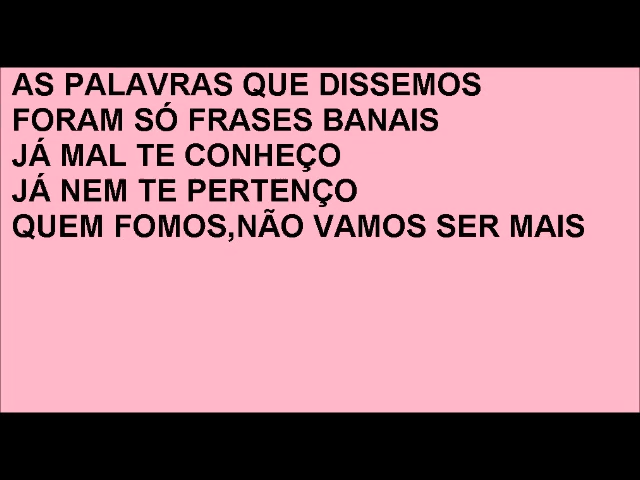 AS PALAVRAS QUE DISSEMOS
FORAM SÓ FRASES BANAIS
JÁ MAL TE CONHEÇO
JÁ NEM TE PERTENÇO
QUEM FOMOS,NÃO VAMOS SER MAIS